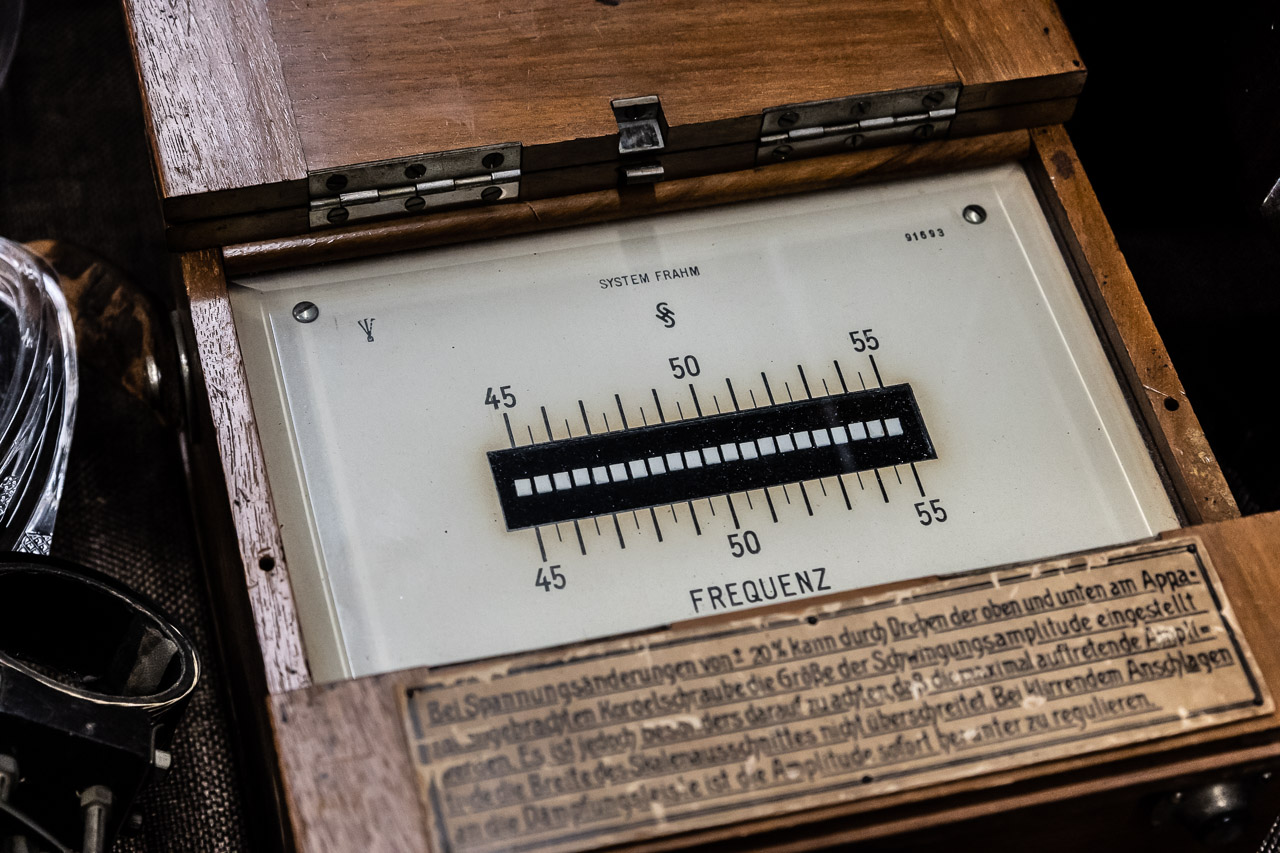 91693
SYSTEM FRAHM
45 50 55
45 50 55
FREQUENZ
Bei Spannungsänderungen von ± 20 % kann durch Drehen der oben und unten am Appa-
angebrachten Kordelschraube die Größe der Schwingungsamplitude eingestellt
werden. Es ist jedoch besonders darauf zu achten, daß die maximal auftretende Ampli-
tude die Breite des Skalenausschnittes nicht überschreitet. Bei klirrendem Anschlagen
an die Dämpfungsleiste ist die Amplitude sofort herunter zu regulieren.